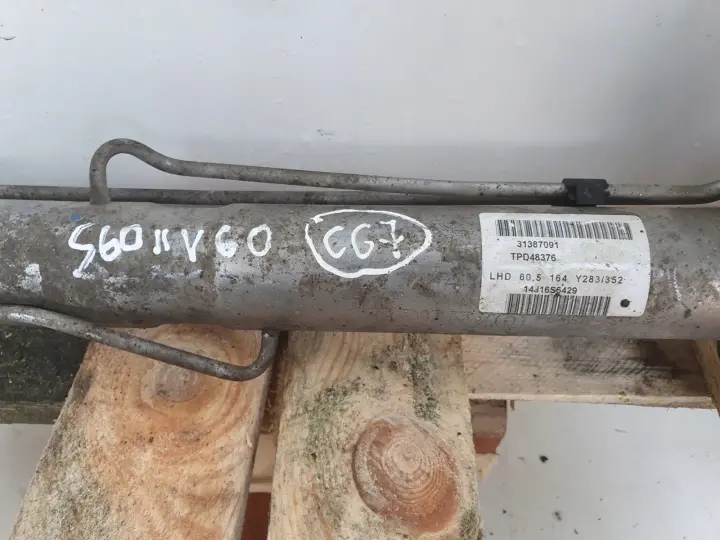 S60 II V60 CG7
31387091
TPD48376
LHD 60,5 164 Y283/352
14J16S6429